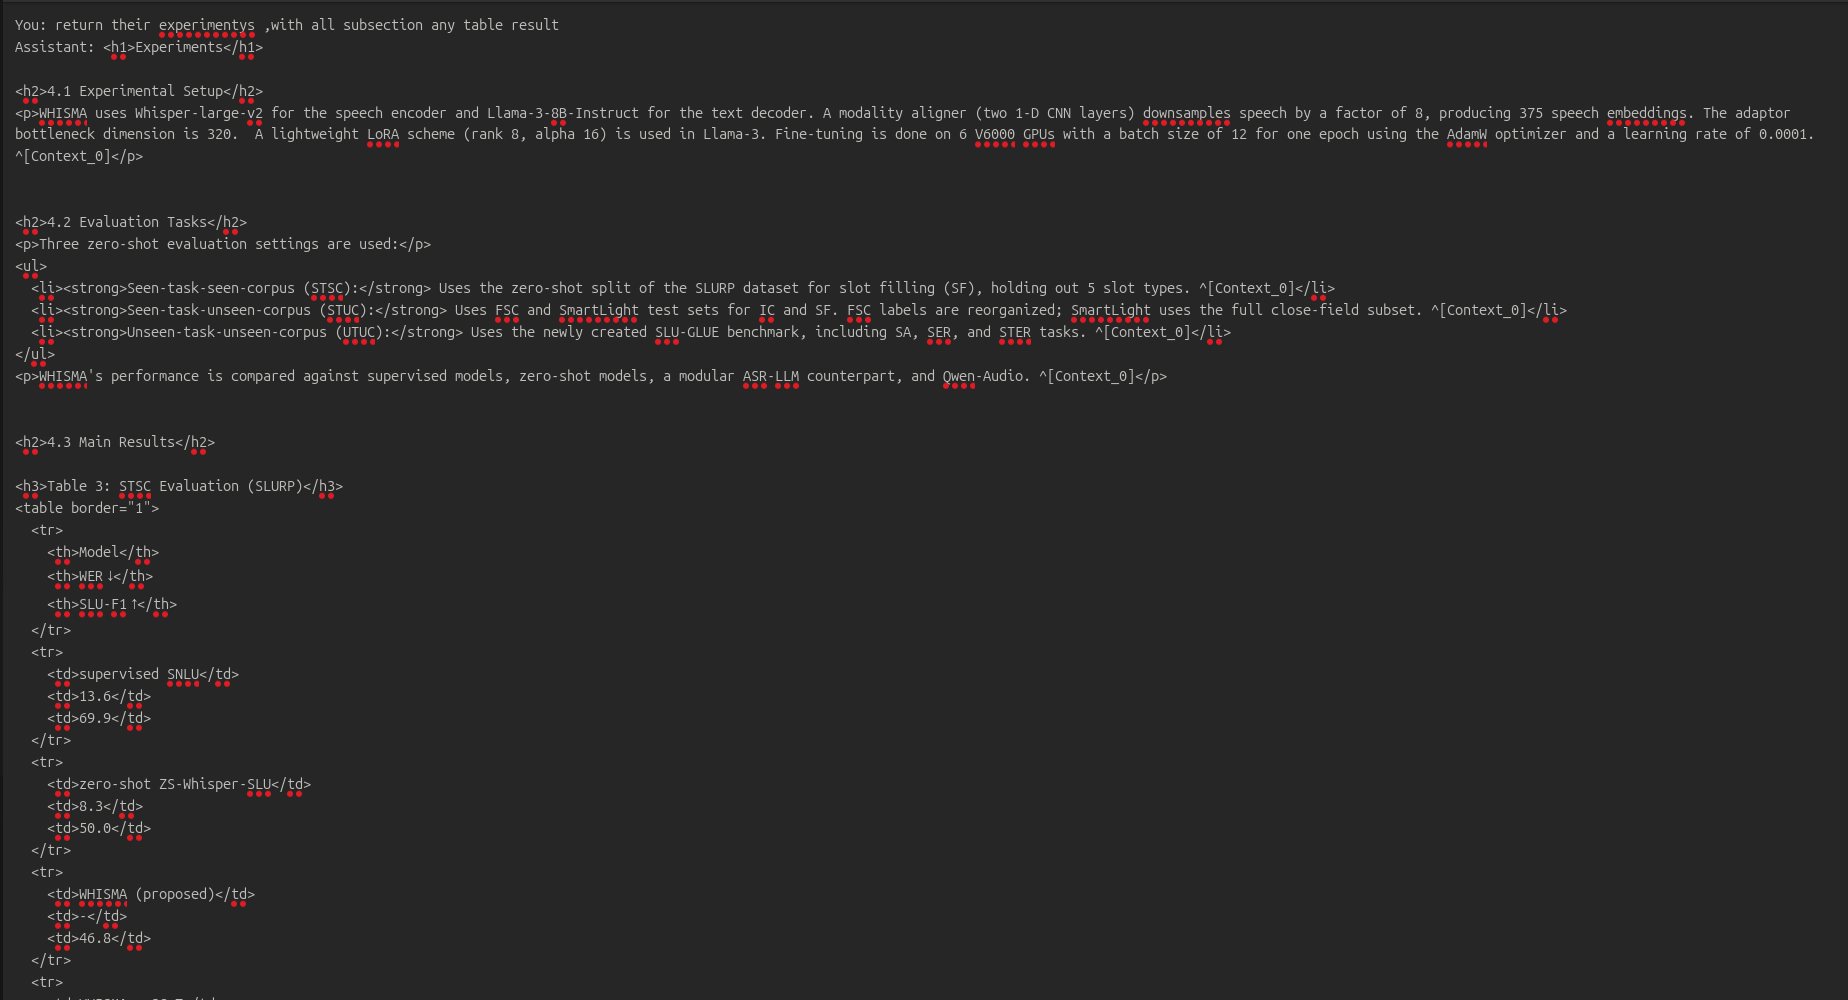 You: return their experimentys ,with all subsection any table result
Assistant: <h1>Experiments</h1>
<h2>4.1 Experimental Setup</h2>
<p>WHISMA uses Whisper-large-v2 for the speech encoder and Llama-3-8B-Instruct for the text decoder. A modality aligner (two 1-D CNN layers) downsamples speech by a factor of 8, producing 375 speech embeddings. The adaptor
bottleneck dimension is 320.  A lightweight LoRA scheme (rank 8, alpha 16) is used in Llama-3. Fine-tuning is done on 6 V6000 GPUs with a batch size of 12 for one epoch using the AdamW optimizer and a learning rate of 0.0001.
^[Context_0]</p>
<h2>4.2 Evaluation Tasks</h2>
<p>Three zero-shot evaluation settings are used:</p>
<ul>
  <li><strong>Seen-task-seen-corpus (STSC):</strong> Uses the zero-shot split of the SLURP dataset for slot filling (SF), holding out 5 slot types. ^[Context_0]</li>
  <li><strong>Seen-task-unseen-corpus (STUC):</strong> Uses FSC and SmartLight test sets for IC and SF. FSC labels are reorganized; SmartLight uses the full close-field subset. ^[Context_0]</li>
  <li><strong>Unseen-task-unseen-corpus (UTUC):</strong> Uses the newly created SLU-GLUE benchmark, including SA, SER, and STER tasks. ^[Context_0]</li>
</ul>
<p>WHISMA's performance is compared against supervised models, zero-shot models, a modular ASR-LLM counterpart, and Qwen-Audio. ^[Context_0]</p>
<h2>4.3 Main Results</h2>
<h3>Table 3: STSC Evaluation (SLURP)</h3>
<table border="1">
  <tr>
    <th>Model</th>
    <th>WER↓</th>
    <th>SLU-F1↑</th>
  </tr>
  <tr>
    <td>supervised SNLU</td>
    <td>13.6</td>
    <td>69.9</td>
  </tr>
  <tr>
    <td>zero-shot ZS-Whisper-SLU</td>
    <td>8.3</td>
    <td>50.0</td>
  </tr>
  <tr>
    <td>WHISMA (proposed)</td>
    <td>-</td>
    <td>46.8</td>
  </tr>
  <tr>